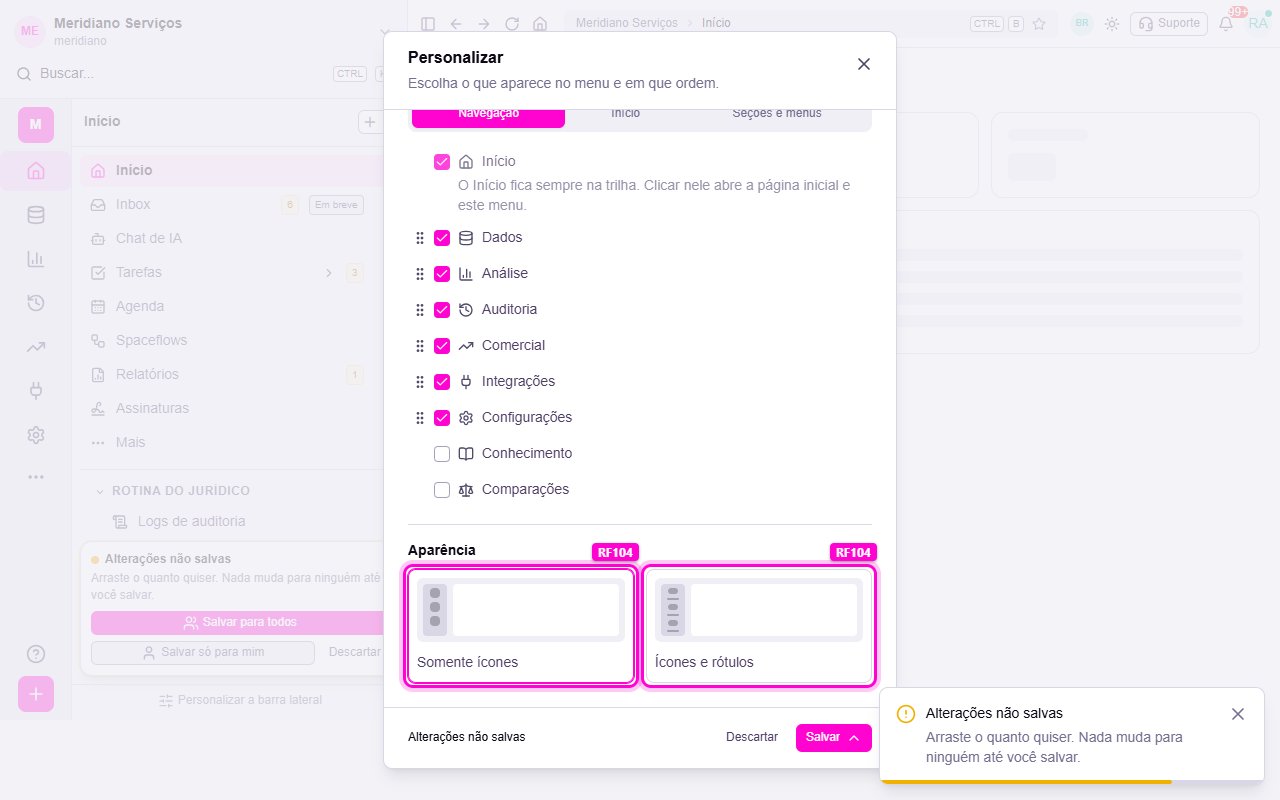 ME
Meridiano Serviços
meridiano
Buscar...
CTRL
Meridiano Serviços
Início
CTRL
B
BR
Suporte
99+
RA
M
Início
Início
Inbox
6
Em breve
Chat de IA
Tarefas
3
Agenda
Spaceflows
Relatórios
1
Assinaturas
Mais
ROTINA DO JURÍDICO
Logs de auditoria
Alterações não salvas
Arraste o quanto quiser. Nada muda para ninguém até
você salvar.
Salvar para todos
Salvar só para mim
Descartar
Personalizar a barra lateral
Personalizar
Escolha o que aparece no menu e em que ordem.
Navegação
Início
Seções e menus
Início
O Início fica sempre na trilha. Clicar nele abre a página inicial e
este menu.
Dados
Análise
Auditoria
Comercial
Integrações
Configurações
Conhecimento
Comparações
Aparência
RF104
RF104
Somente ícones
Ícones e rótulos
Alterações não salvas
Descartar
Salvar
Alterações não salvas
Arraste o quanto quiser. Nada muda para
ninguém até você salvar.